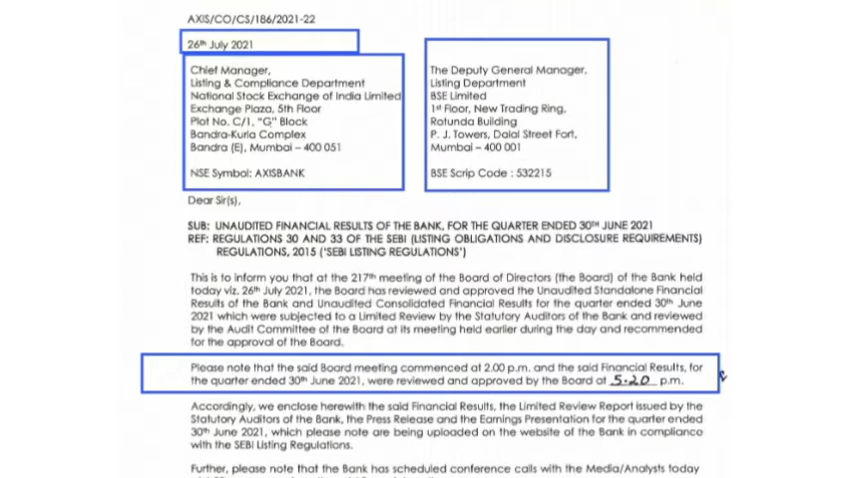 AXIS/CO/CS/186/2021-22
26th July 2021
Chief Manager,
Listing & Compliance Department
National Stock Exchange of India Limited
Exchange Plaza, 5th Floor
Plot No. C/1, "G" Block
Bandra-Kurla Complex
Bandra (E), Mumbai – 400 051
NSE Symbol: AXISBANK
The Deputy General Manager,
Listing Department
BSE Limited
1st Floor, New Trading Ring,
Rotunda Building
P. J. Towers, Dalal Street Fort,
Mumbai – 400 001
BSE Scrip Code : 532215
Dear Sir(s),
SUB: UNAUDITED FINANCIAL RESULTS OF THE BANK, FOR THE QUARTER ENDED 30TH JUNE 2021
REF: REGULATIONS 30 AND 33 OF THE SEBI (LISTING OBLIGATIONS AND DISCLOSURE REQUIREMENTS)
REGULATIONS, 2015 ('SEBI LISTING REGULATIONS')
This is to inform you that at the 217th meeting of the Board of Directors (the Board) of the Bank held
today viz. 26th July 2021, the Board has reviewed and approved the Unaudited Standalone Financial
Results of the Bank and Unaudited Consolidated Financial Results for the quarter ended 30th June
2021 which were subjected to a Limited Review by the Statutory Auditors of the Bank and reviewed
by the Audit Committee of the Board at its meeting held earlier during the day and recommended
for the approval of the Board.
Please note that the said Board meeting commenced at 2.00 p.m. and the said Financial Results, for
the quarter ended 30th June 2021, were reviewed and approved by the Board at 5.20 p.m.
Accordingly, we enclose herewith the said Financial Results, the Limited Review Report issued by the
Statutory Auditors of the Bank, the Press Release and the Earnings Presentation for the quarter ended
30th June 2021, which please note are being uploaded on the website of the Bank in compliance
with the SEBI Listing Regulations.
Further, please note that the Bank has scheduled conference calls with the Media/Analysts today